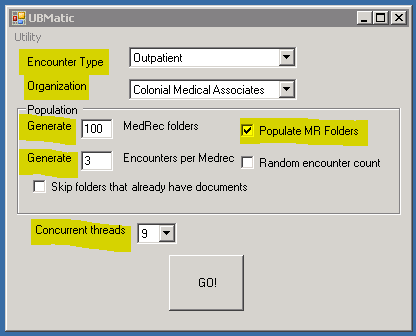 UBMatic
Utility
Encounter Type Outpatient
Organization Colonial Medical Associates
Population
Generate 100 MedRec folders Populate MR Folders
Generate 3 Encounters per Medrec Random encounter count
Skip folders that already have documents
Concurrent threads 9
GO!